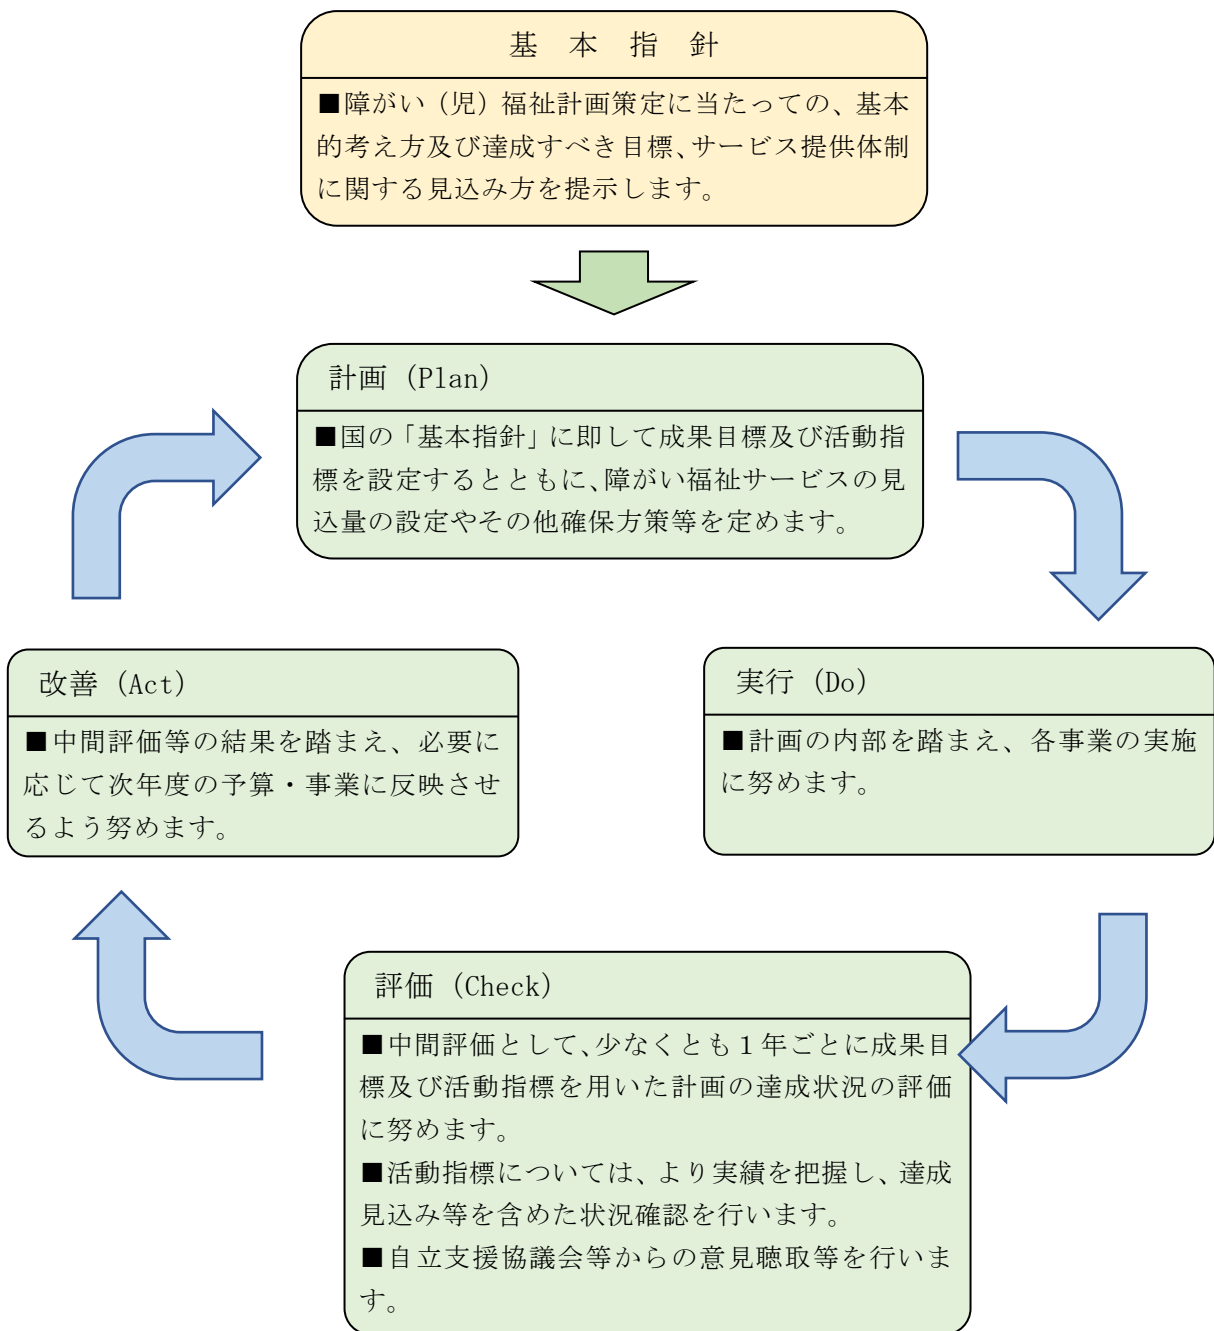 基 本 指 針
■障がい（児）福祉計画策定に当たっての、基本
的考え方及び達成すべき目標、サービス提供体制
に関する見込み方を提示します。
計画（Plan）
■国の「基本指針」に即して成果目標及び活動指
標を設定するとともに、障がい福祉サービスの見
込量の設定やその他確保方策等を定めます。
改善（Act）
■中間評価等の結果を踏まえ、必要に
応じて次年度の予算・事業に反映させ
るよう努めます。
実行（Do）
■計画の内部を踏まえ、各事業の実施
に努めます。
評価（Check）
■中間評価として、少なくとも１年ごとに成果目
標及び活動指標を用いた計画の達成状況の評価
に努めます。
■活動指標については、より実績を把握し、達成
見込み等を含めた状況確認を行います。
■自立支援協議会等からの意見聴取等を行いま
す。